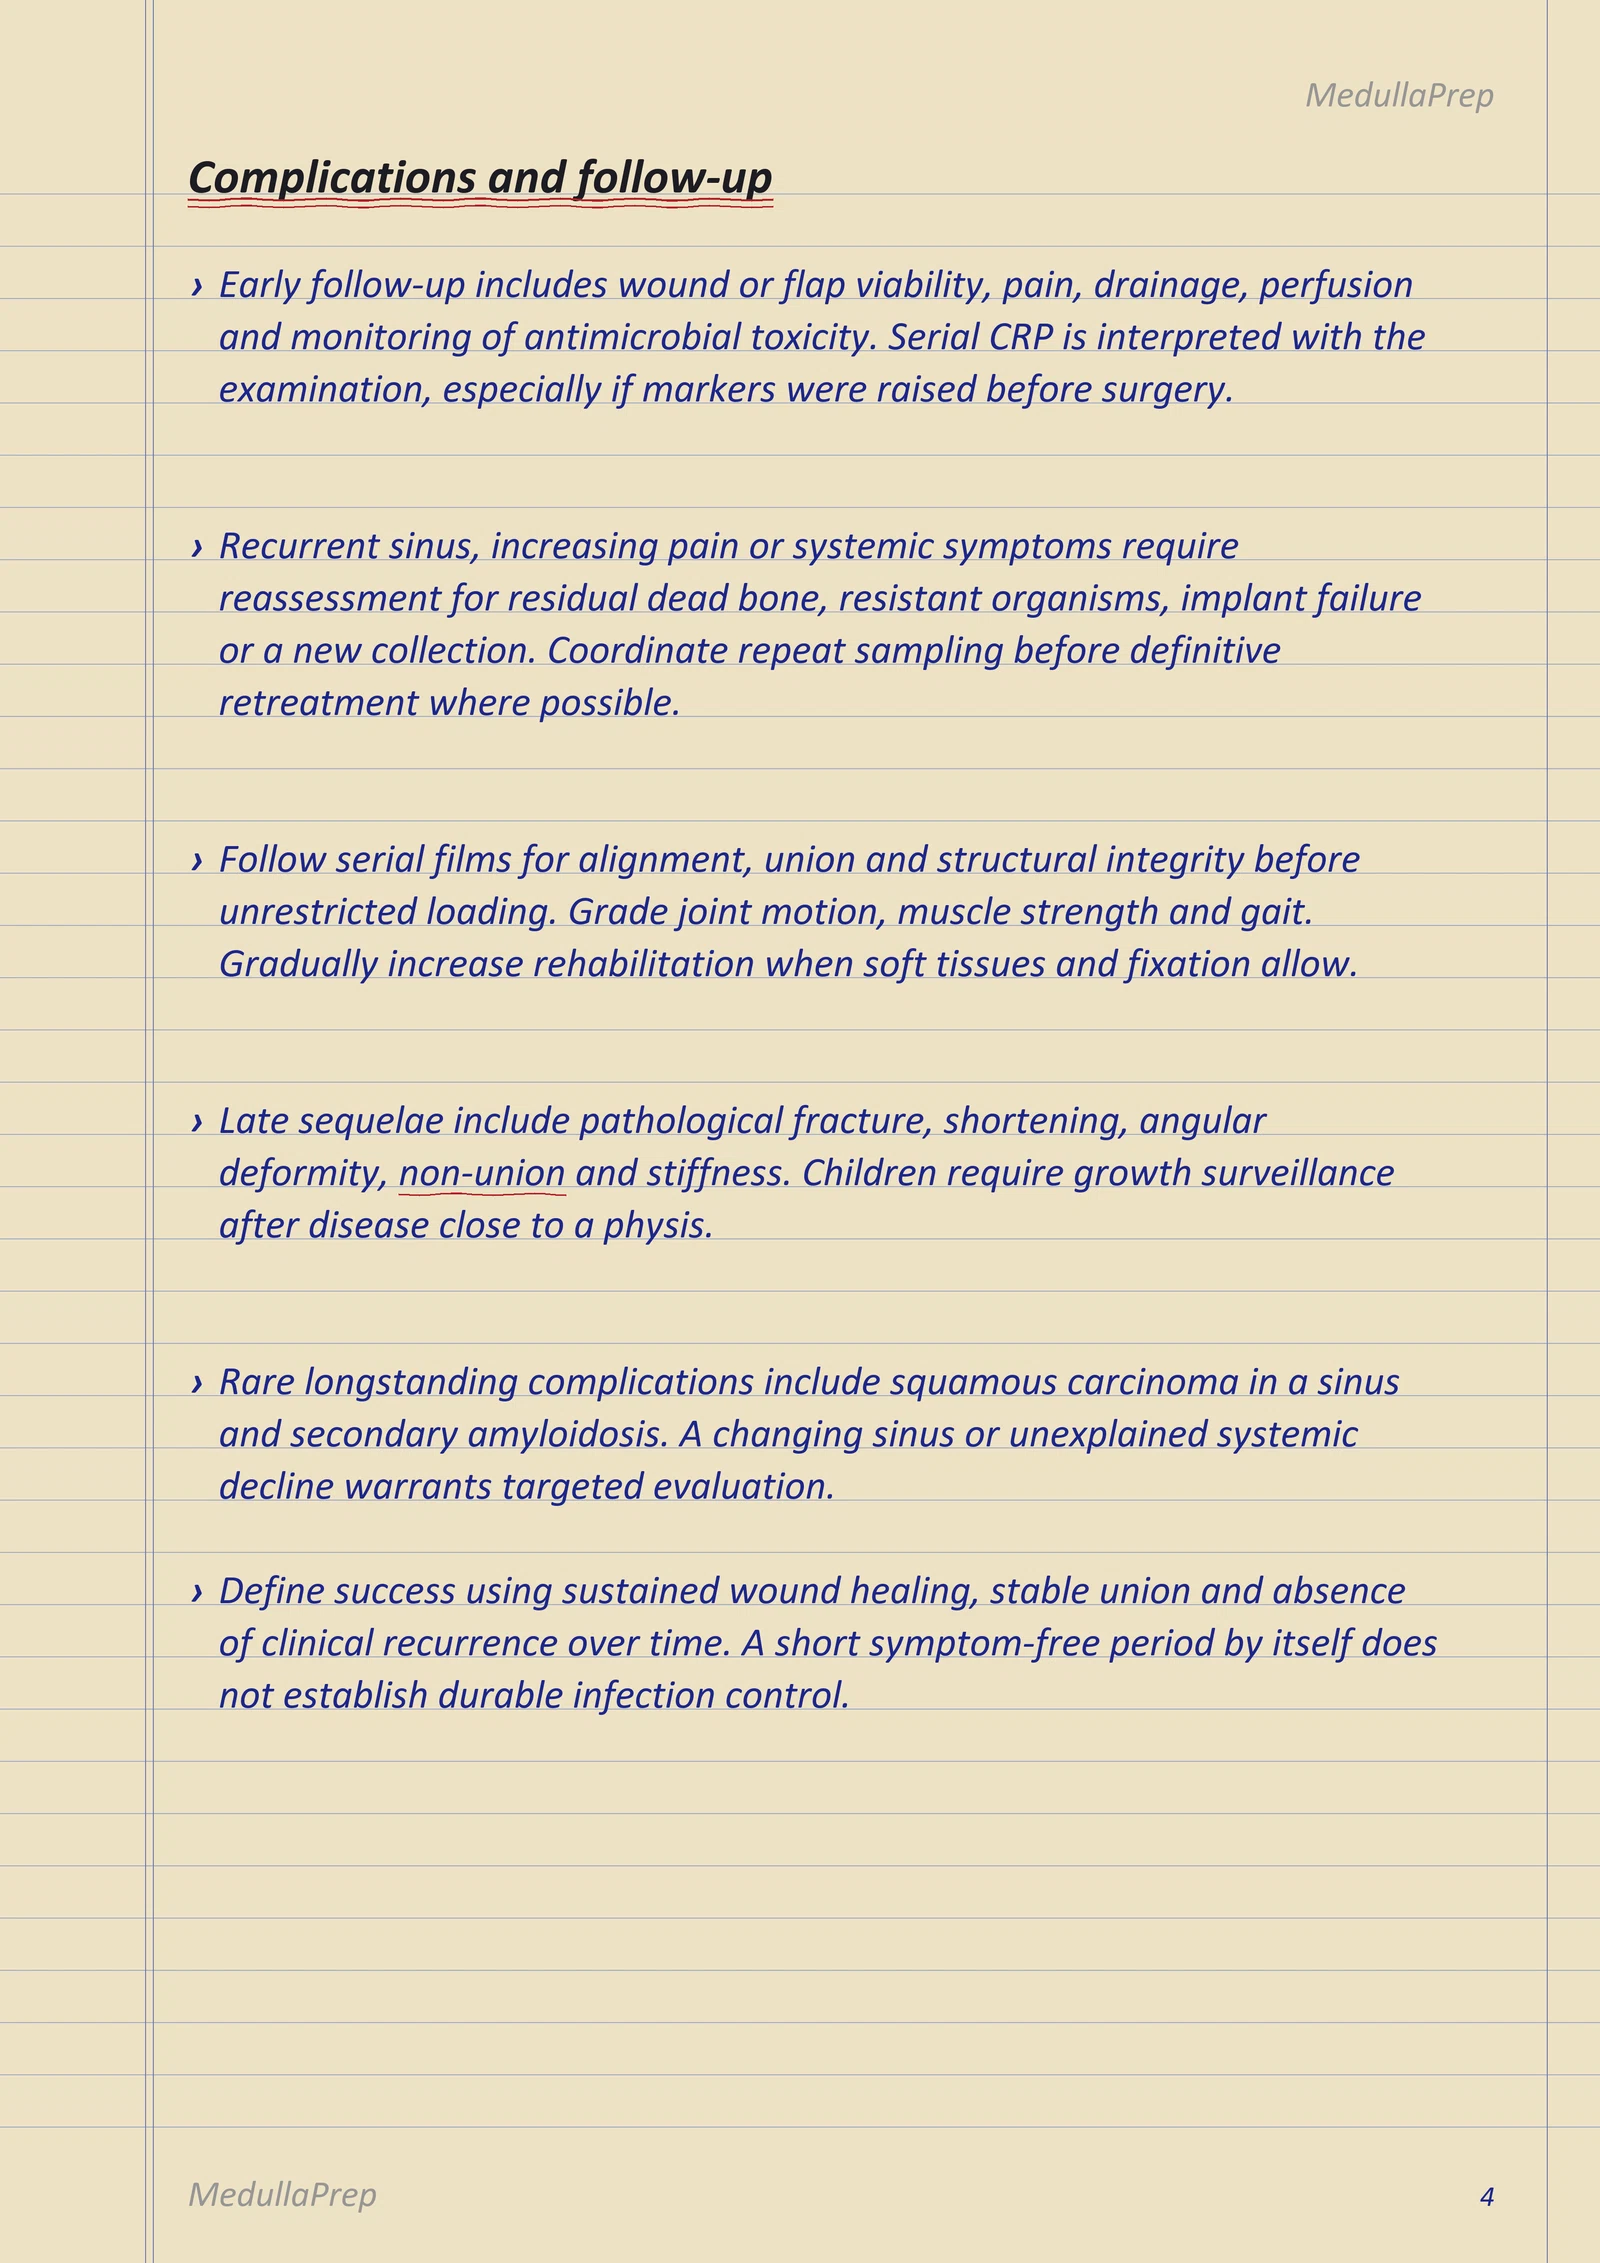 MedullaPrep
Complications and follow-up
› Early follow-up includes wound or flap viability, pain, drainage, perfusion
and monitoring of antimicrobial toxicity. Serial CRP is interpreted with the
examination, especially if markers were raised before surgery.
› Recurrent sinus, increasing pain or systemic symptoms require
reassessment for residual dead bone, resistant organisms, implant failure
or a new collection. Coordinate repeat sampling before definitive
retreatment where possible.
› Follow serial films for alignment, union and structural integrity before
unrestricted loading. Grade joint motion, muscle strength and gait.
Gradually increase rehabilitation when soft tissues and fixation allow.
› Late sequelae include pathological fracture, shortening, angular
deformity, non-union and stiffness. Children require growth surveillance
after disease close to a physis.
› Rare longstanding complications include squamous carcinoma in a sinus
and secondary amyloidosis. A changing sinus or unexplained systemic
decline warrants targeted evaluation.
› Define success using sustained wound healing, stable union and absence
of clinical recurrence over time. A short symptom-free period by itself does
not establish durable infection control.
MedullaPrep
4